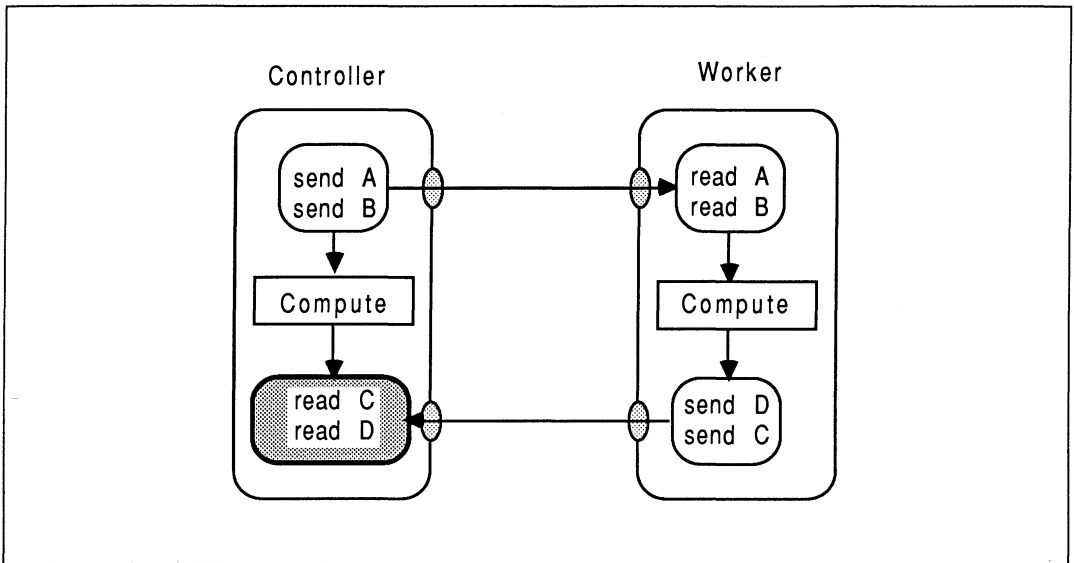 Controller
Worker
send A
send B
read A
read B
Compute
Compute
read C
read D
send D
send C